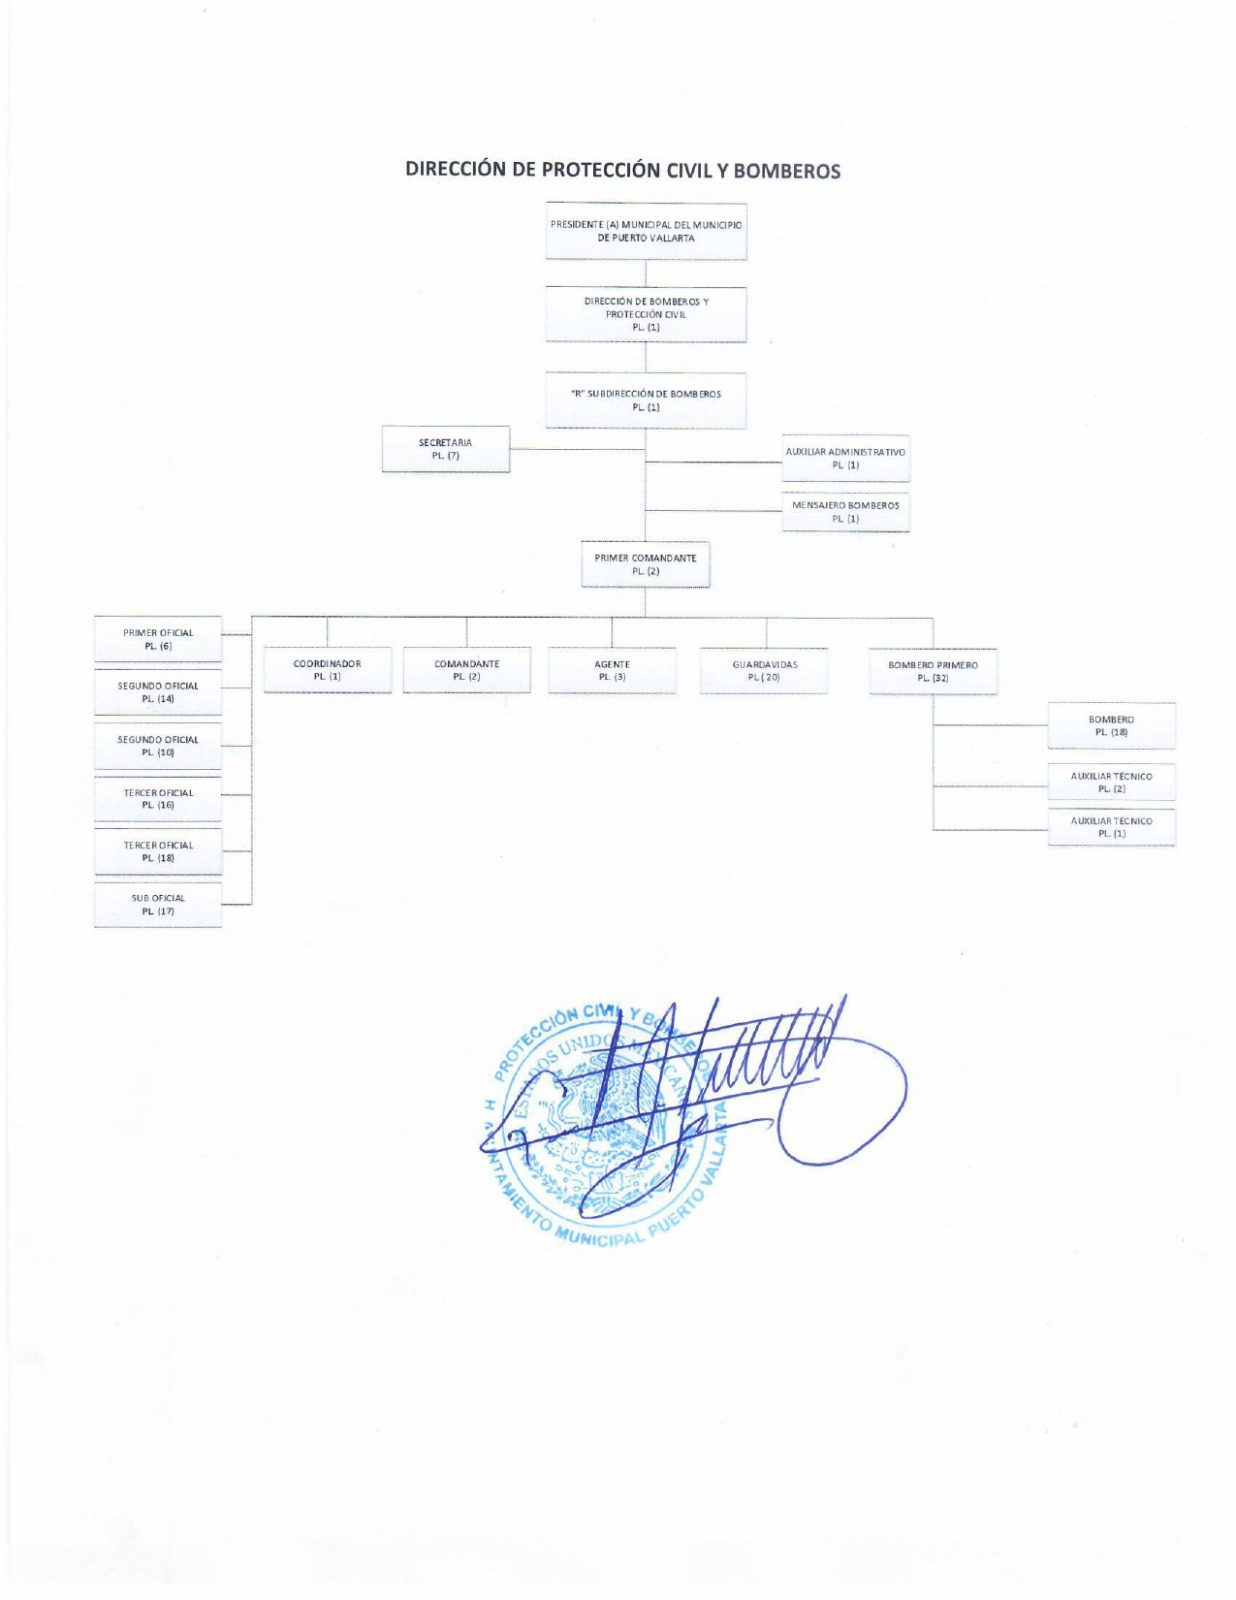 DIRECCIÓN DE PROTECCIÓN CIVIL Y BOMBEROS
PRESIDENTE (A) MUNICIPAL DEL MUNICIPIO
DE PUERTO VALLARTA
DIRECCIÓN DE BOMBEROS Y
PROTECCIÓN CIVIL
PL. (1)
"R" SUBDIRECCIÓN DE BOMBEROS
PL. (1)
SECRETARIA
PL. (7)
AUXILIAR ADMINISTRATIVO
PL (1)
MENSAJERO BOMBEROS
PL (1)
PRIMER COMANDANTE
PL. (2)
PRIMER OFICIAL
PL. (6)
SEGUNDO OFICIAL
PL. (14)
SEGUNDO OFICIAL
PL. (10)
TERCER OFICIAL
PL. (16)
TERCER OFICIAL
PL. (18)
SUB OFICIAL
PL. (17)
COORDINADOR
PL. (1)
COMANDANTE
PL. (2)
AGENTE
PL. (3)
GUARDAVIDAS
PL.( 20)
BOMBERO PRIMERO
PL. (32)
BOMBERO
PL. (18)
AUXILIAR TÉCNICO
PL. (2)
AUXILIAR TÉCNICO
PL. (1)
PROTECCIÓN CIVIL Y BOMBEROS
ESTADOS UNIDOS MEXICANOS
H. AYUNTAMIENTO MUNICIPAL PUERTO VALLARTA